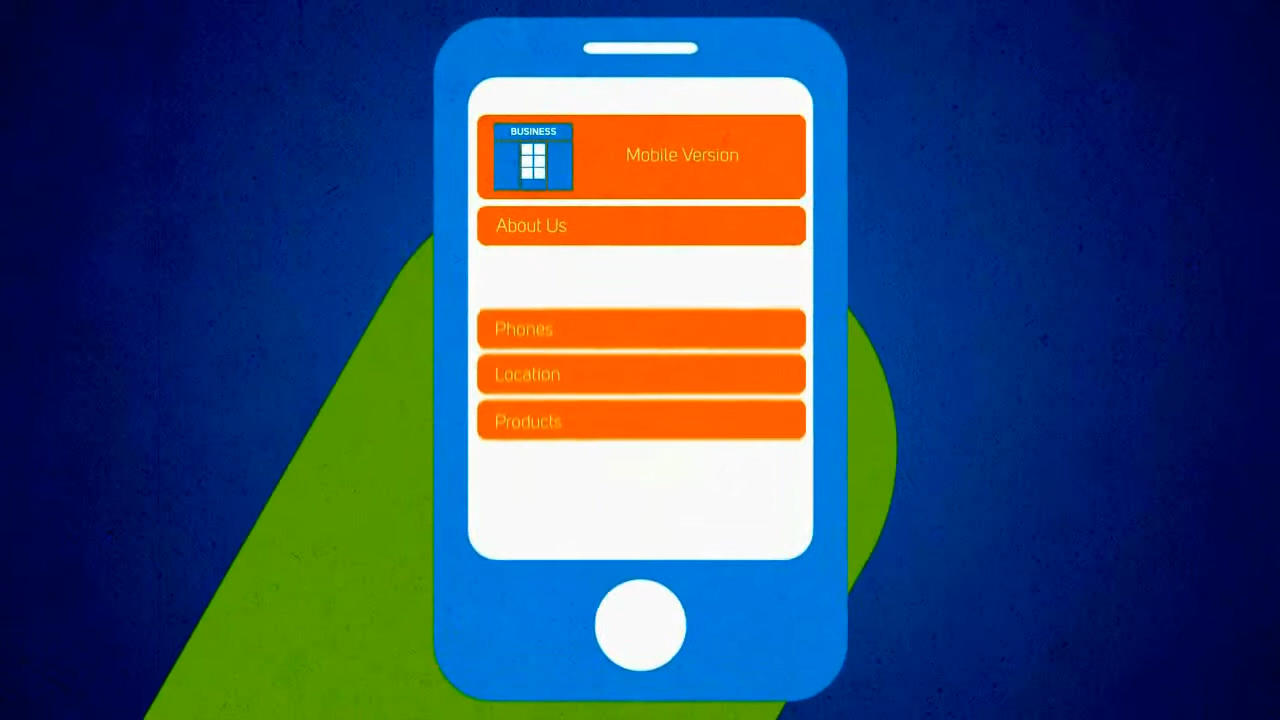 BUSINESS
Mobile Version
About Us
Phones
Location
Products